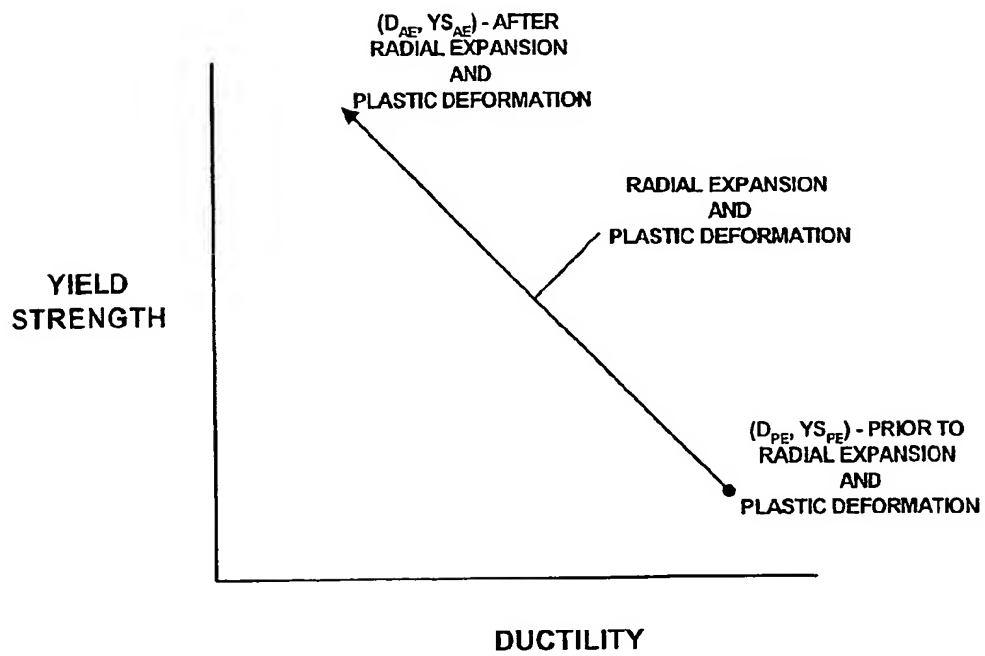 (D_AE, YS_AE) - AFTER
RADIAL EXPANSION
AND
PLASTIC DEFORMATION
RADIAL EXPANSION
AND
PLASTIC DEFORMATION
YIELD
STRENGTH
(D_PE, YS_PE) - PRIOR TO
RADIAL EXPANSION
AND
PLASTIC DEFORMATION
DUCTILITY